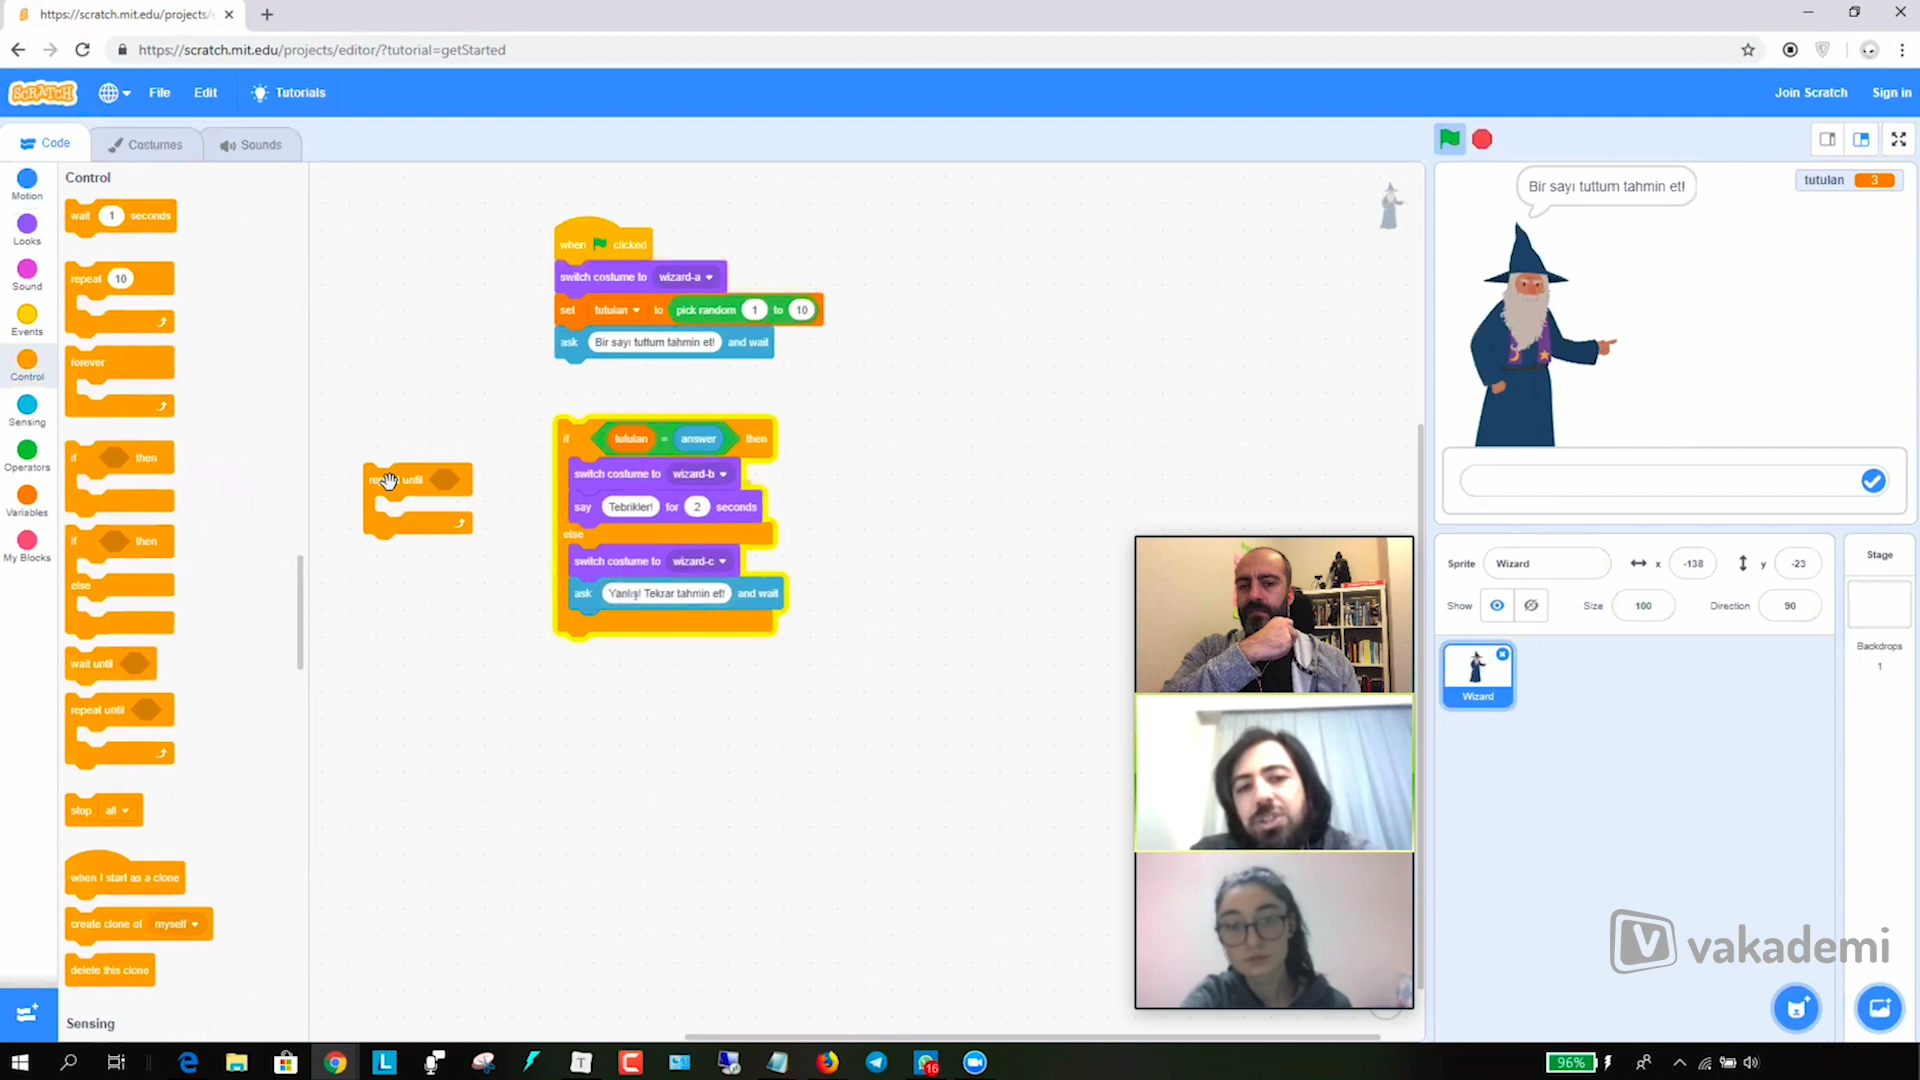 https://scratch.mit.edu/projects/
https://scratch.mit.edu/projects/editor/?tutorial=getStarted
SCRATCH
File
Edit
Tutorials
Join Scratch
Sign in
Code
Costumes
Sounds
Motion
Looks
Sound
Events
Control
Sensing
Operators
Variables
My Blocks
Control
wait 1 seconds
repeat 10
forever
if then
if then
else
wait until
repeat until
stop all
when I start as a clone
create clone of myself
delete this clone
Sensing
when clicked
switch costume to wizard-a
set tutulan to pick random 1 to 10
ask Bir sayı tuttum tahmin et! and wait
until
if tutulan = answer then
switch costume to wizard-b
say Tebrikler! for 2 seconds
else
switch costume to wizard-c
ask Yanlış! Tekrar tahmin et! and wait
Bir sayı tuttum tahmin et!
tutulan 3
Sprite Wizard x -138 y -23
Show Size 100 Direction 90
Wizard
Stage
Backdrops
1
vakademi
96%
16